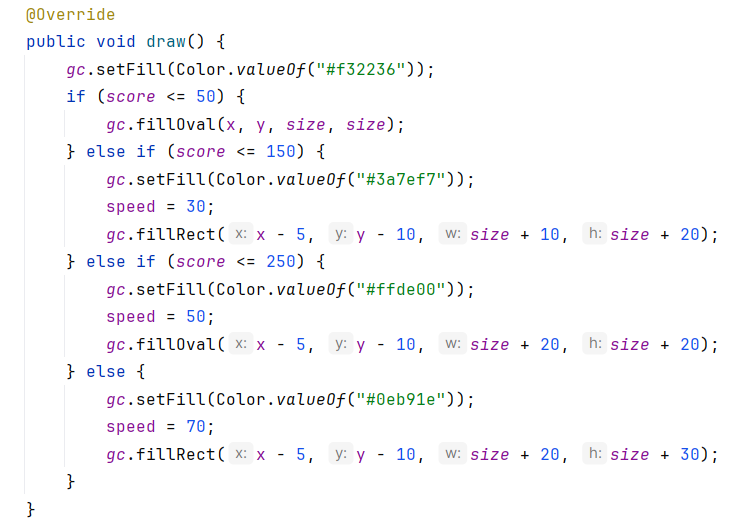 @Override
public void draw() {
    gc.setFill(Color.valueOf("#f32236"));
    if (score <= 50) {
        gc.fillOval(x, y, size, size);
    } else if (score <= 150) {
        gc.setFill(Color.valueOf("#3a7ef7"));
        speed = 30;
        gc.fillRect( x: x - 5, y: y - 10, w: size + 10, h: size + 20);
    } else if (score <= 250) {
        gc.setFill(Color.valueOf("#ffde00"));
        speed = 50;
        gc.fillOval( x: x - 5, y: y - 10, w: size + 20, h: size + 20);
    } else {
        gc.setFill(Color.valueOf("#0eb91e"));
        speed = 70;
        gc.fillRect( x: x - 5, y: y - 10, w: size + 20, h: size + 30);
    }
}